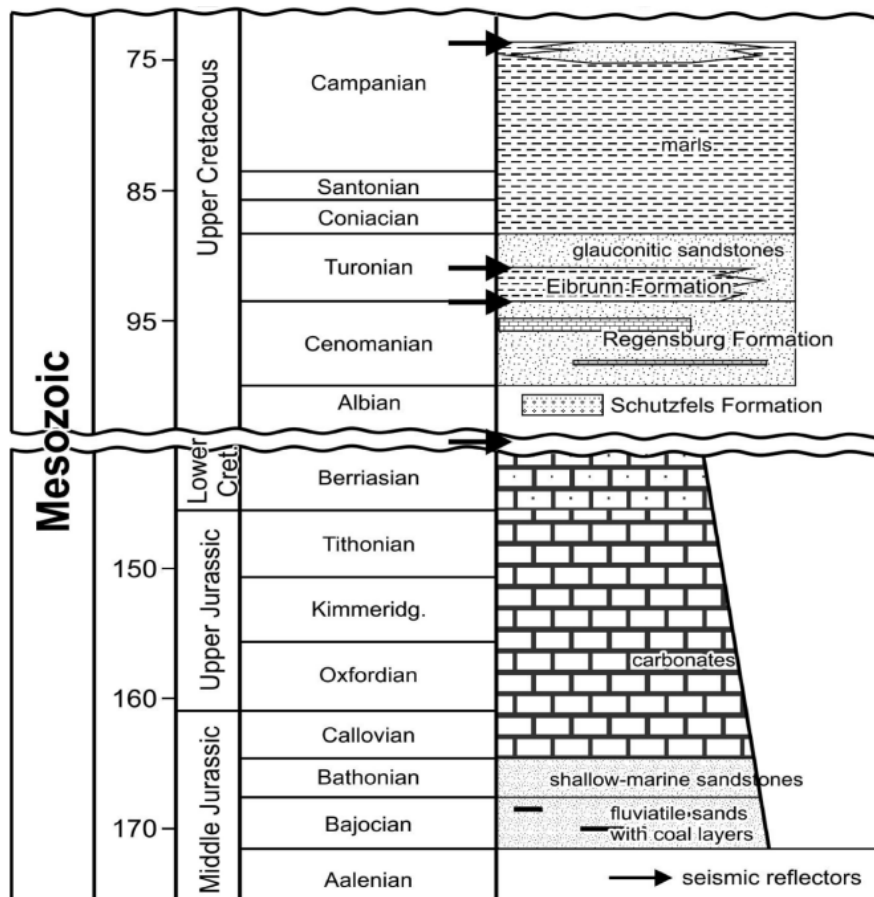 Mesozoic
75
85
95
150
160
170
Upper Cretaceous
Lower
Cret.
Upper Jurassic
Middle Jurassic
Campanian
Santonian
Coniacian
Turonian
Cenomanian
Albian
Berriasian
Tithonian
Kimmeridg.
Oxfordian
Callovian
Bathonian
Bajocian
Aalenian
marls
glauconitic sandstones
Eibrunn Formation
Regensburg Formation
Schutzfels Formation
carbonates
shallow-marine sandstones
fluviatile sands
with coal layers
seismic reflectors